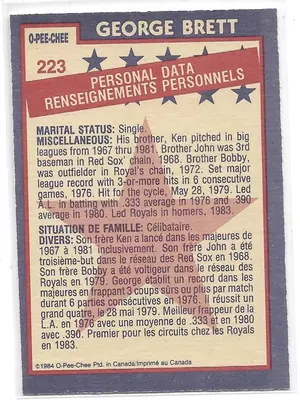 GEORGE BRETT
O-PEE-CHEE
223
PERSONAL DATA
RENSEIGNEMENTS PERSONNELS
MARITAL STATUS: Single.
MISCELLANEOUS: His brother, Ken pitched in big
leagues from 1967 thru 1981. Brother John was 3rd
baseman in Red Sox' chain, 1968. Brother Bobby,
was outfielder in Royal's chain, 1972. Set major
league record with 3-or-more hits in 6 consecutive
games, 1976. Hit for the cycle, May 28, 1979. Led
A.L. in batting with .333 average in 1976 and .390
average in 1980. Led Royals in homers, 1983.
SITUATION DE FAMILLE: Célibataire.
DIVERS: Son frère Ken a lancé dans les majeures de
1967 à 1981 inclusivement. Son frère John a été
troisième-but dans le réseau des Red Sox en 1968.
Son frère Bobby a été voltigeur dans le réseau des
Royals en 1972. George établit un record dans les
majeures en frappant 3 coups sûrs ou plus par match
durant 6 parties consécutives en 1976. Il réussit un
grand quatre, le 28 mai 1979. Meilleur frappeur de la
L.A. en 1976 avec une moyenne de .333 et en 1980
avec .390. Premier pour les circuits chez les Royals en
1983.
©1984 O-Pee-Chee Ptd. in Canada/Imprimé au Canada